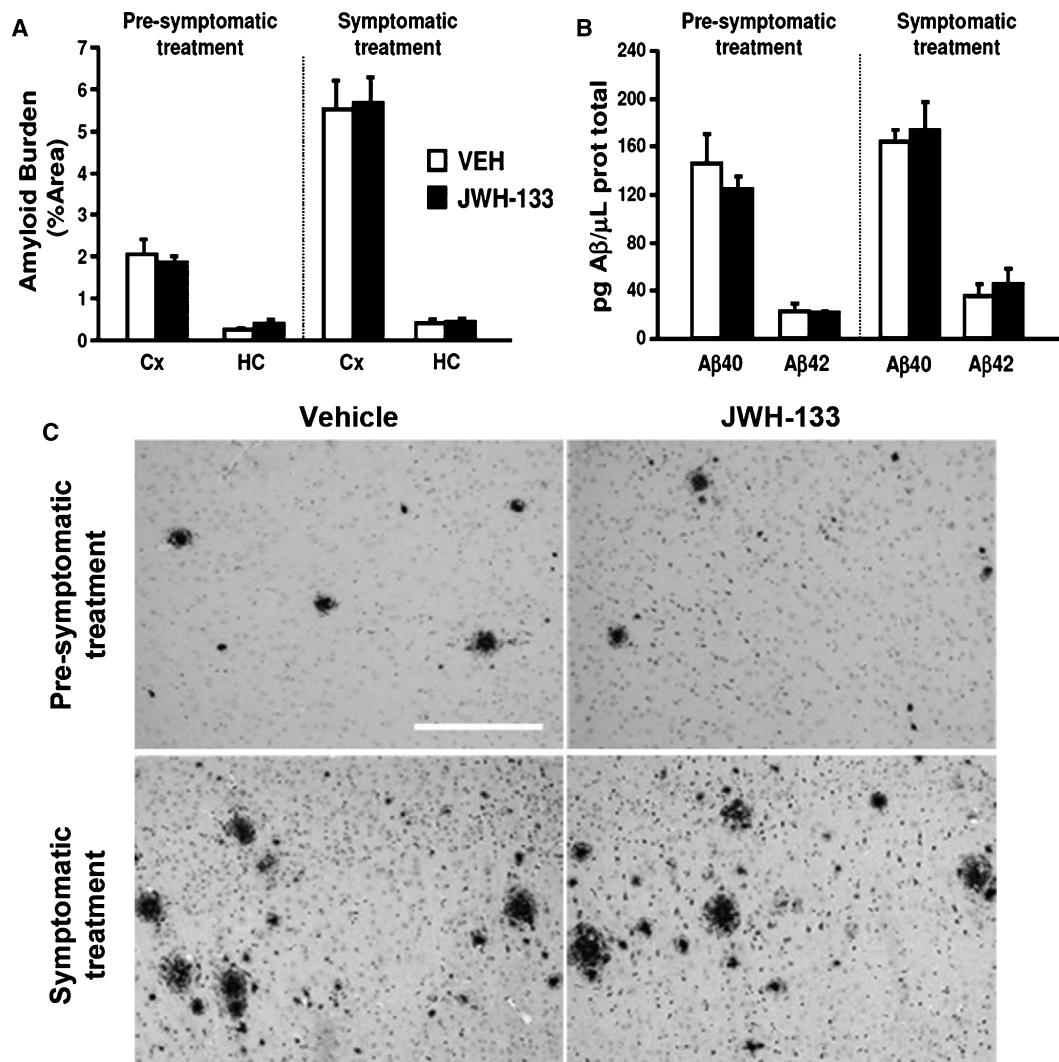 A
Pre-symptomatic
treatment
Symptomatic
treatment
Amyloid Burden
(%Area)
7
6
5
4
3
2
1
0
VEH
JWH-133
Cx
HC
Cx
HC
B
Pre-symptomatic
treatment
Symptomatic
treatment
pg Aβ/μL prot total
240
200
160
120
80
40
0
Aβ40
Aβ42
Aβ40
Aβ42
C
Vehicle
JWH-133
Pre-symptomatic
treatment
Symptomatic
treatment